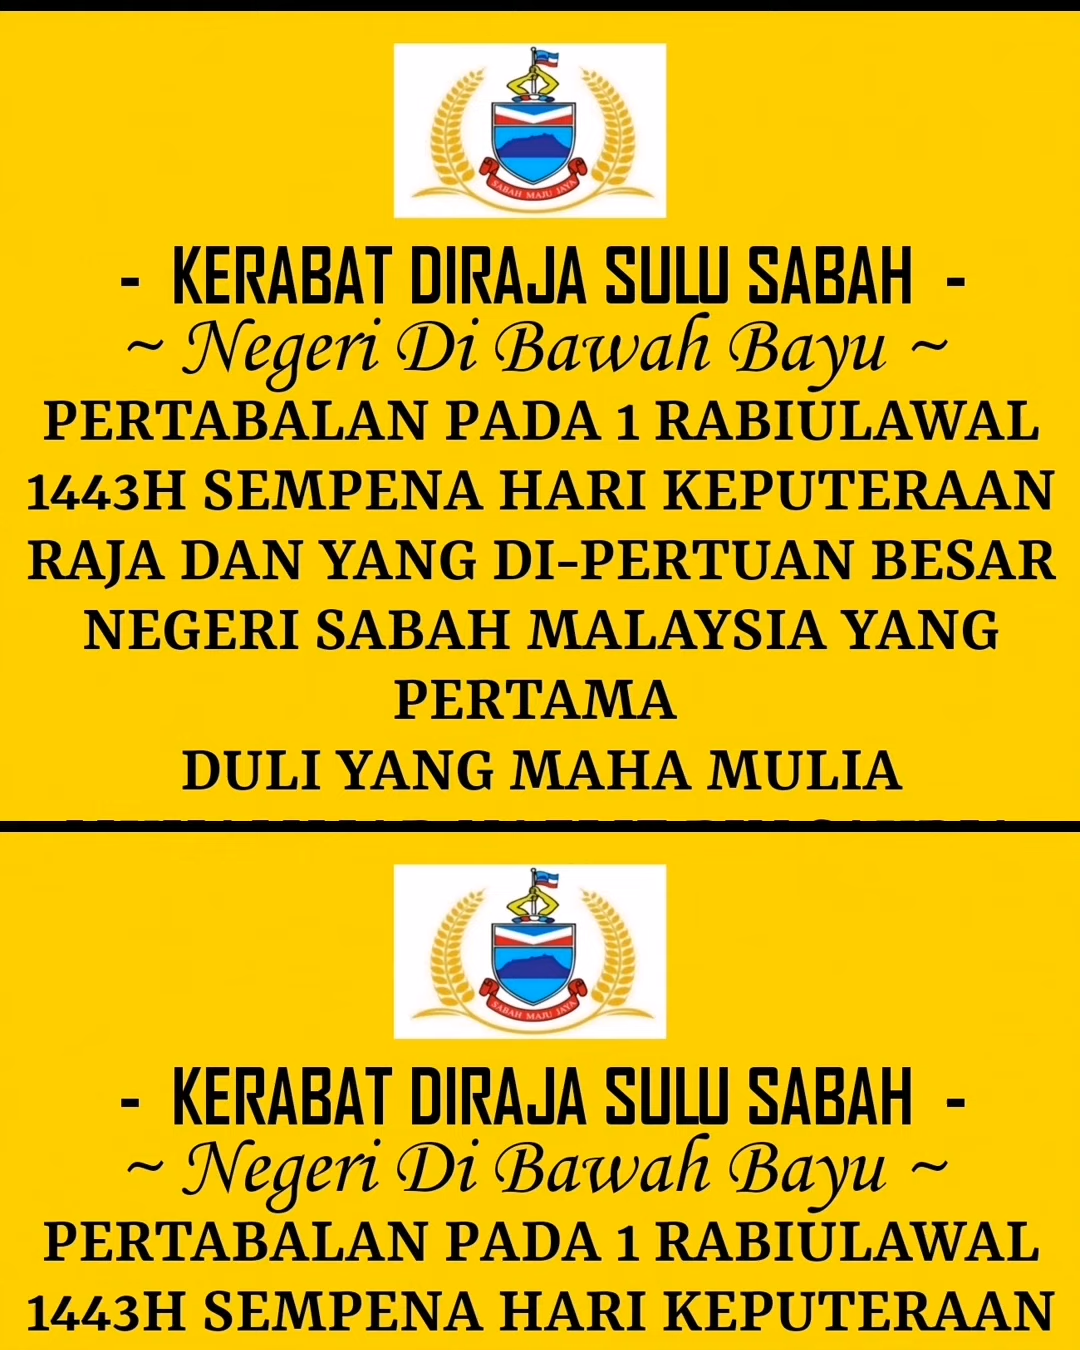 SABAH MAJU JAYA
- KERABAT DIRAJA SULU SABAH -
~ Negeri Di Bawah Bayu ~
PERTABALAN PADA 1 RABIULAWAL
1443H SEMPENA HARI KEPUTERAAN
RAJA DAN YANG DI-PERTUAN BESAR
NEGERI SABAH MALAYSIA YANG
PERTAMA
DULI YANG MAHA MULIA
SABAH MAJU JAYA
- KERABAT DIRAJA SULU SABAH -
~ Negeri Di Bawah Bayu ~
PERTABALAN PADA 1 RABIULAWAL
1443H SEMPENA HARI KEPUTERAAN